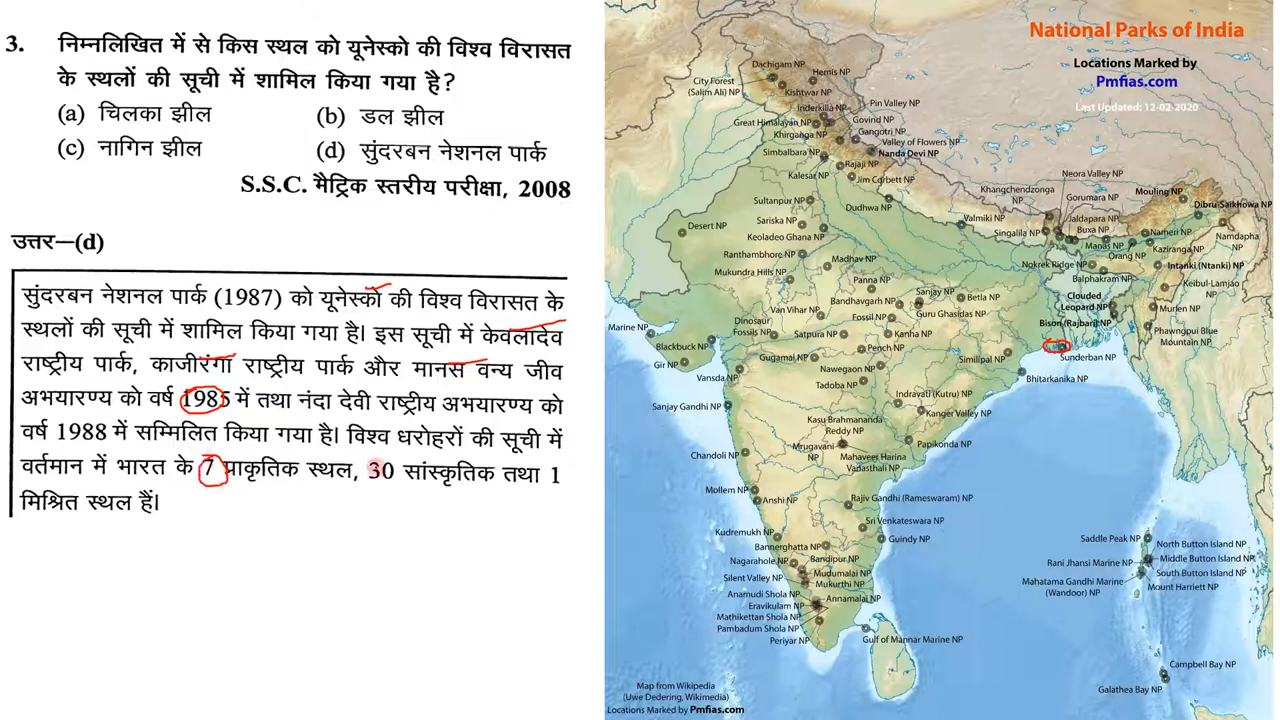 3. निम्नलिखित में से किस स्थल को यूनेस्को की विश्व विरासत
के स्थलों की सूची में शामिल किया गया है?
(a) चिलका झील (b) डल झील
(c) नागिन झील (d) सुंदरबन नेशनल पार्क
S.S.C. मैट्रिक स्तरीय परीक्षा, 2008
उत्तर—(d)
सुंदरबन नेशनल पार्क (1987) को यूनेस्को की विश्व विरासत के
स्थलों की सूची में शामिल किया गया है। इस सूची में केवलादेव
राष्ट्रीय पार्क, काजीरंगा राष्ट्रीय पार्क और मानस वन्य जीव
अभयारण्य को वर्ष 1985 में तथा नंदा देवी राष्ट्रीय अभयारण्य को
वर्ष 1988 में सम्मिलित किया गया है। विश्व धरोहरों की सूची में
वर्तमान में भारत के 7 प्राकृतिक स्थल, 30 सांस्कृतिक तथा 1
मिश्रित स्थल हैं।
National Parks of India
Locations Marked by
Pmfias.com
Last Updated: 12-02-2020
Dachigam NP
City Forest
(Salim Ali) NP
Hemis NP
Kishtwar NP
Inderkilla NP
Pin Valley NP
Great Himalayan NP
Govind NP
Khirganga NP
Gangotri NP
Valley of Flowers NP
Simbalbara NP
Nanda Devi NP
Rajaji NP
Kalesar NP
Jim Corbett NP
Neora Valley NP
Khangchendzonga
NP
Gorumara NP
Mouling NP
Dibru-Saikhowa NP
Sultanpur NP
Dudhwa NP
Valmiki NP
Jaldapara NP
Singalila NP
Buxa NP
Nameri NP
Namdapha
NP
Desert NP
Sariska NP
Keoladeo Ghana NP
Manas NP
Kaziranga NP
Orang NP
Ranthambhore NP
Madhav NP
Nokrek Ridge NP
Intanki (Ntanki) NP
Mukundra Hills NP
Panna NP
Balphakram NP
Keibul-Lamjao
NP
Sanjay NP
Betla NP
Bandhavgarh NP
Clouded
Leopard NP
Van Vihar NP
Guru Ghasidas NP
Murlen NP
Fossil NP
Bison (Rajbari) NP
Marine NP
Dinosaur
Fossils NP
Satpura NP
Kanha NP
Phawngpui Blue
Mountain NP
Blackbuck NP
Pench NP
Gugamal NP
Similipal NP
Sunderban NP
Gir NP
Nawegaon NP
Vansda NP
Tadoba NP
Bhitarkanika NP
Indravati (Kutru) NP
Sanjay Gandhi NP
Kanger Valley NP
Kasu Brahmananda
Reddy NP
Mrugavani
NP
Papikonda NP
Chandoli NP
Mahaveer Harina
Vanasthali NP
Mollem NP
Anshi NP
Rajiv Gandhi (Rameswaram) NP
Sri Venkateswara NP
Kudremukh NP
Guindy NP
Saddle Peak NP
North Button Island NP
Bannerghatta NP
Nagarahole NP
Bandipur NP
Middle Button Island NP
Rani Jhansi Marine NP
Silent Valley NP
Mudumalai NP
Mukurthi NP
South Button Island NP
Mahatama Gandhi Marine
(Wandoor) NP
Mount Harriett NP
Anamudi Shola NP
Annamalai NP
Eravikulam NP
Mathikettan Shola NP
Pambadum Shola NP
Periyar NP
Gulf of Mannar Marine NP
Campbell Bay NP
Galathea Bay NP
Map from Wikipedia
(Uwe Dedering, Wikimedia)
Locations Marked by Pmfias.com